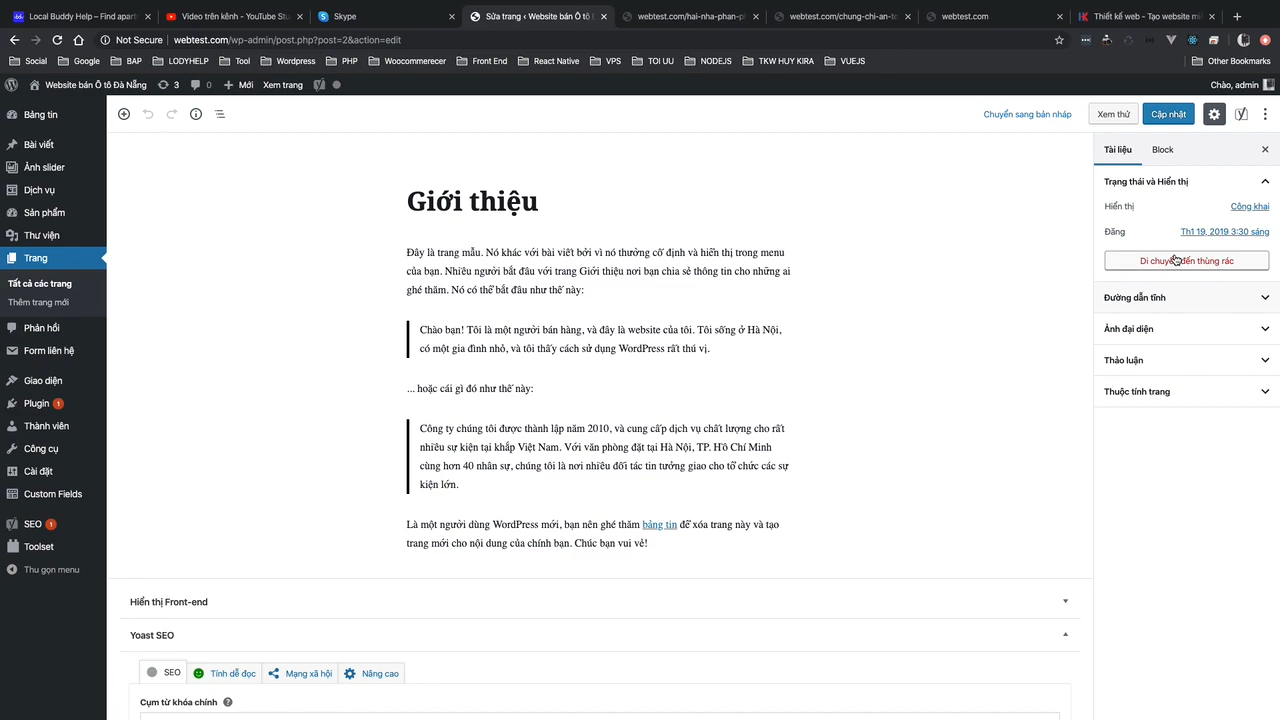 Local Buddy Help - Find apart
Video trên kênh - YouTube Stu
Skype
Sửa trang ‹ Website bán Ô tô Đ
webtest.com/hai-nha-phan-ph
webtest.com/chung-chi-an-to
webtest.com
Thiết kế web - Tạo website mi
Not Secure
webtest.com/wp-admin/post.php?post=2&action=edit
Social
Google
BAP
LODYHELP
Tool
Wordpress
PHP
Woocommerecer
Front End
React Native
VPS
TOI UU
NODEJS
TKW HUY KIRA
VUEJS
Other Bookmarks
Website bán Ô tô Đà Nẵng
3
0
Mới
Xem trang
Chào, admin
Bảng tin
Bài viết
Ảnh slider
Dịch vụ
Sản phẩm
Thư viện
Trang
Tất cả các trang
Thêm trang mới
Phản hồi
Form liên hệ
Giao diện
Plugin 1
Thành viên
Công cụ
Cài đặt
Custom Fields
SEO 1
Toolset
Thu gọn menu
Chuyển sang bản nháp
Xem thử
Cập nhật
Giới thiệu
Đây là trang mẫu. Nó khác với bài viết bởi vì nó thường cố định và hiển thị trong menu
của bạn. Nhiều người bắt đầu với trang Giới thiệu nơi bạn chia sẻ thông tin cho những ai
ghé thăm. Nó có thể bắt đầu như thế này:
Chào bạn! Tôi là một người bán hàng, và đây là website của tôi. Tôi sống ở Hà Nội,
có một gia đình nhỏ, và tôi thấy cách sử dụng WordPress rất thú vị.
... hoặc cái gì đó như thế này:
Công ty chúng tôi được thành lập năm 2010, và cung cấp dịch vụ chất lượng cho rất
nhiều sự kiện tại khắp Việt Nam. Với văn phòng đặt tại Hà Nội, TP. Hồ Chí Minh
cùng hơn 40 nhân sự, chúng tôi là nơi nhiều đối tác tin tưởng giao cho tổ chức các sự
kiện lớn.
Là một người dùng WordPress mới, bạn nên ghé thăm bảng tin để xóa trang này và tạo
trang mới cho nội dung của chính bạn. Chúc bạn vui vẻ!
Hiển thị Front-end
Yoast SEO
SEO
Tính dễ đọc
Mạng xã hội
Nâng cao
Cụm từ khóa chính
Tài liệu
Block
Trạng thái và Hiển thị
Hiển thị
Công khai
Đăng
Th1 19, 2019 3:30 sáng
Di chuyển đến thùng rác
Đường dẫn tĩnh
Ảnh đại diện
Thảo luận
Thuộc tính trang